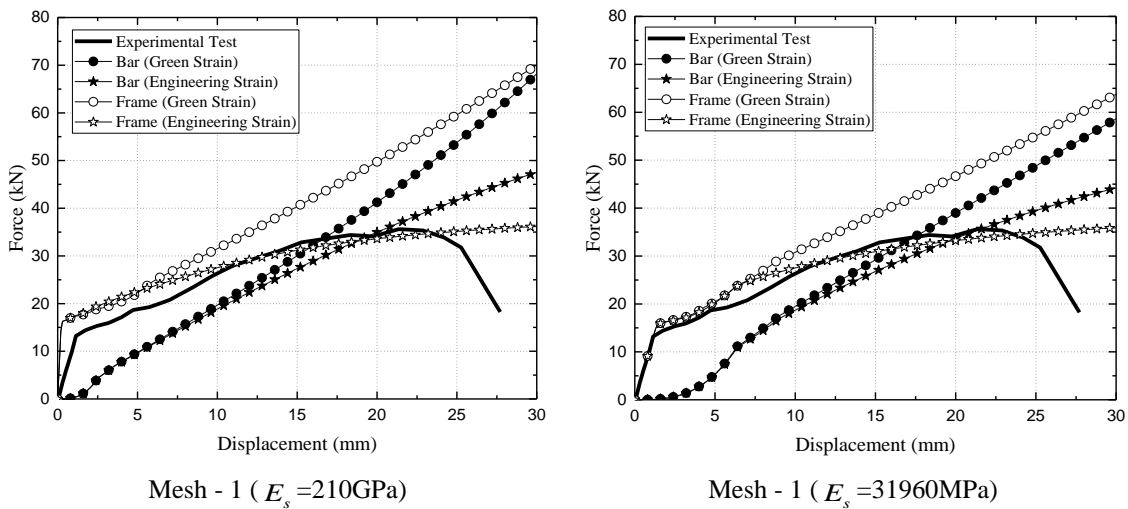 80
70
60
50
40
30
20
10
0
Force (kN)
Experimental Test
Bar (Green Strain)
Bar (Engineering Strain)
Frame (Green Strain)
Frame (Engineering Strain)
0 5 10 15 20 25 30
Displacement (mm)
Mesh - 1 ( E_s =210GPa)
80
70
60
50
40
30
20
10
0
Force (kN)
Experimental Test
Bar (Green Strain)
Bar (Engineering Strain)
Frame (Green Strain)
Frame (Engineering Strain)
0 5 10 15 20 25 30
Displacement (mm)
Mesh - 1 ( E_s =31960MPa)